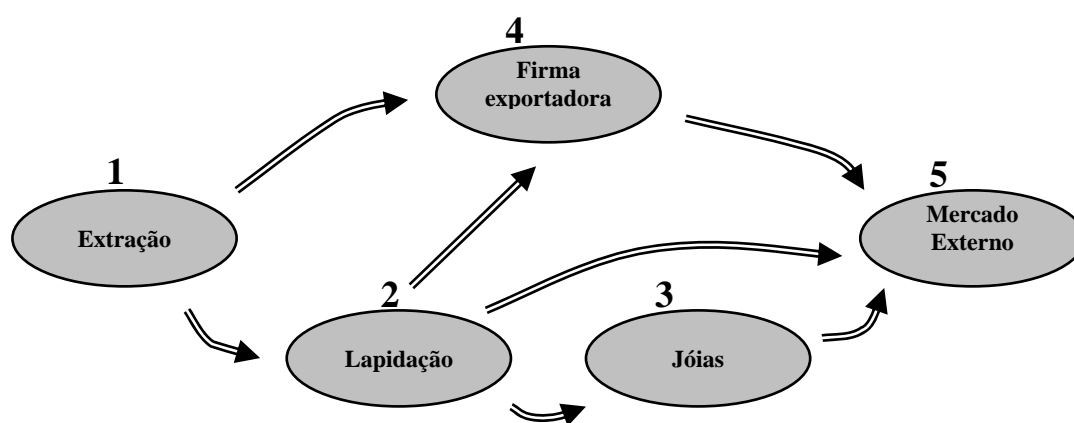 4
Firma
exportadora
1
Extração
5
Mercado
Externo
2
Lapidação
3
Jóias